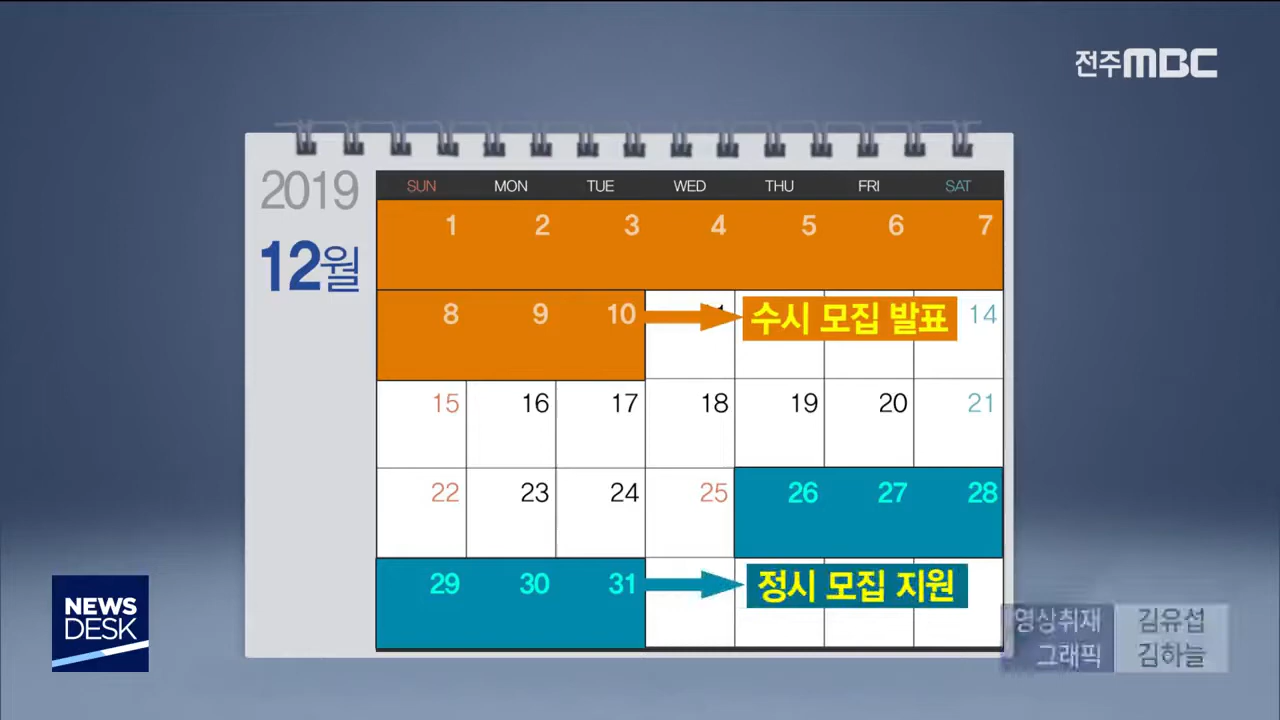 전주MBC
2019
12월
SUN MON TUE WED THU FRI SAT
1 2 3 4 5 6 7
8 9 10 수시 모집 발표 14
15 16 17 18 19 20 21
22 23 24 25 26 27 28
29 30 31 정시 모집 지원
NEWS
DESK
영상취재 김유섭
그래픽 김하늘